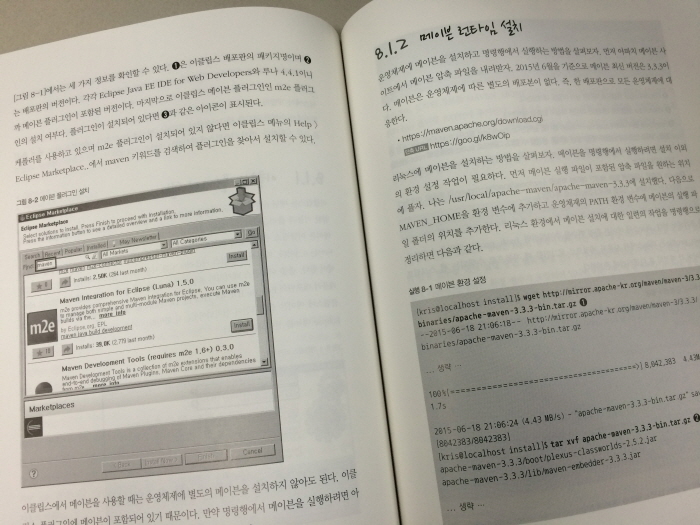 [그림 8-1]에서는 세 가지 정보를 확인할 수 있다. ❶은 이클립스 배포판의 패키지명이며 ❷
는 배포판의 버전이다. 각각 Eclipse Java EE IDE for Web Developers와 루나 4.4.1이니
까 메이븐 플러그인이 포함된 버전이다. 마지막으로 이클립스 메이븐 플러그인인 m2e 플러그
인의 설치 여부다. 플러그인이 설치되어 있다면 ❸과 같은 아이콘이 표시된다.
케플러를 사용하고 있으며 m2e 플러그인이 설치되어 있지 않다면 이클립스 메뉴의 Help 〉
Eclipse Marketplace..에서 maven 키워드를 검색하여 플러그인을 찾아서 설치할 수 있다.
그림 8-2 메이븐 플러그인 설치
Eclipse Marketplace
Eclipse Marketplace
Select solutions to install. Press Finish to proceed with installation.
Press the information button to see a detailed overview and a link to more information.
Search Recent Popular Installed May Newsletter
Find: maven All Markets All Categories Go
Installs: 2.50K (254 last month) Install
Maven Integration for Eclipse (Luna) 1.5.0
m2e provides comprehensive Maven integration for Eclipse. You can use m2e
to manage both simple and multi-module Maven projects, execute Maven
builds via the... more info
by Eclipse.org, EPL
maven java build development
m2e
Installs: 39.0K (2,779 last month) Install
Maven Development Tools (requires m2e 1.6+) 0.3.0
Maven Development Tools is a collection of m2e extensions that enables
end-to-end debugging of Maven Plugins, Maven Core and their dependencies
from m2e... more info
Marketplaces
Cancel
이클립스에서 메이븐을 사용할 때는 운영체제에 별도의 메이븐을 설치하지 않아도 된다. 이클
플러그인에 메이븐이 포함되어 있기 때문이다. 만약 명령행에서 메이븐을 실행하려면 아
8.1.2 메이븐 런타임 설치
운영체제에 메이븐을 설치하고 명령행에서 실행하는 방법을 살펴보자. 먼저 아파치 메이븐 사
이트에서 메이븐 압축 파일을 내려받자. 2015년 6월을 기준으로 메이븐 최신 버전은 3.3.3이
다. 메이븐은 운영체제에 따른 별도의 배포본이 없다. 즉, 한 배포판으로 모든 운영체제에 대
응한다.
• https://maven.apache.org/download.cgi
단축 URL https://goo.gl/k8wOip
리눅스에 메이븐을 설치하는 방법을 살펴보자. 메이븐을 명령행에서 실행하려면 설치 이외
의 환경 설정 작업이 필요하다. 먼저 메이븐 실행 파일이 포함된 압축 파일을 원하는 위치
에 풀자. 나는 /usr/local/apache-maven/apache-maven-3.3.3에 설치했다. 다음으로
MAVEN_HOME을 환경 변수에 추가하고 운영체제의 PATH 환경 변수에 메이븐의 실행 파
일 폴더의 위치를 추가한다. 리눅스 환경에서 메이븐 설치에 대한 일련의 작업을 명령행으로
정리하면 다음과 같다.
실행 8-1 메이븐 환경 설정
[kris@localhost install]$ wget http://mirror.apache-kr.org/maven/maven-3/3.3
binaries/apache-maven-3.3.3-bin.tar.gz ❶
--2015-06-18 21:06:18-- http://mirror.apache-kr.org/maven/maven-3/3.3.
binaries/apache-maven-3.3.3-bin.tar.gz
... 생략 ...
100%[=====================================>] 8,042,383 4.43M
1.7s
2015-06-18 21:06:24 (4.43 MB/s) - "apache-maven-3.3.3-bin.tar.gz" sa
[8042383/8042383]
[kris@localhost install]$ tar xvf apache-maven-3.3.3-bin.tar.gz ❷
apache-maven-3.3.3/boot/plexus-classworlds-2.5.2.jar
apache-maven-3.3.3/lib/maven-embedder-3.3.3.jar
... 생략 ...